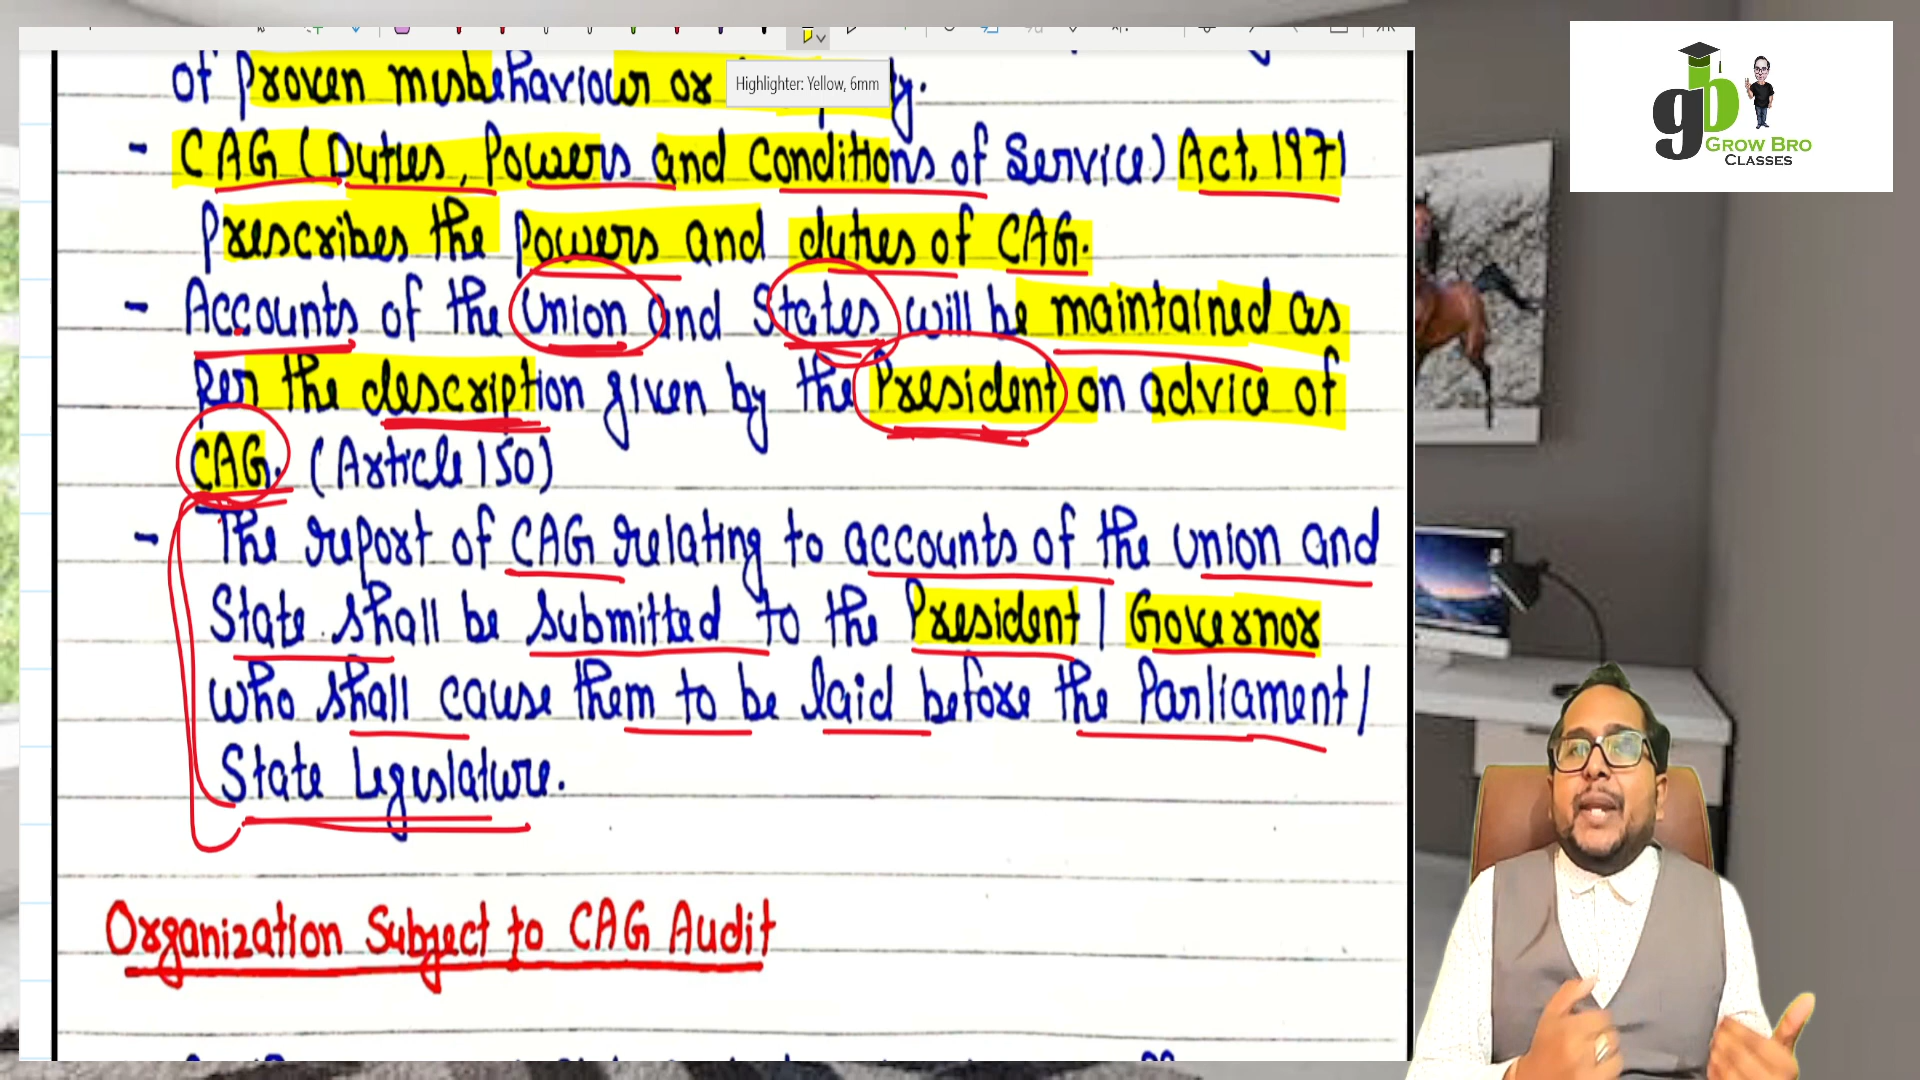 of proven misbehaviour or
Highlighter: Yellow, 6mm
- CAG (Duties, Powers and Conditions of Service) Act, 1971
prescribes the powers and duties of CAG.
- Accounts of the Union and States will be maintained as
per the description given by the President on advice of
CAG. (Article 150)
- The report of CAG relating to accounts of the union and
State shall be submitted to the President / Governor
who shall cause them to be laid before the Parliament /
State Legislature.
Organization Subject to CAG Audit
gb
GROW BRO
CLASSES